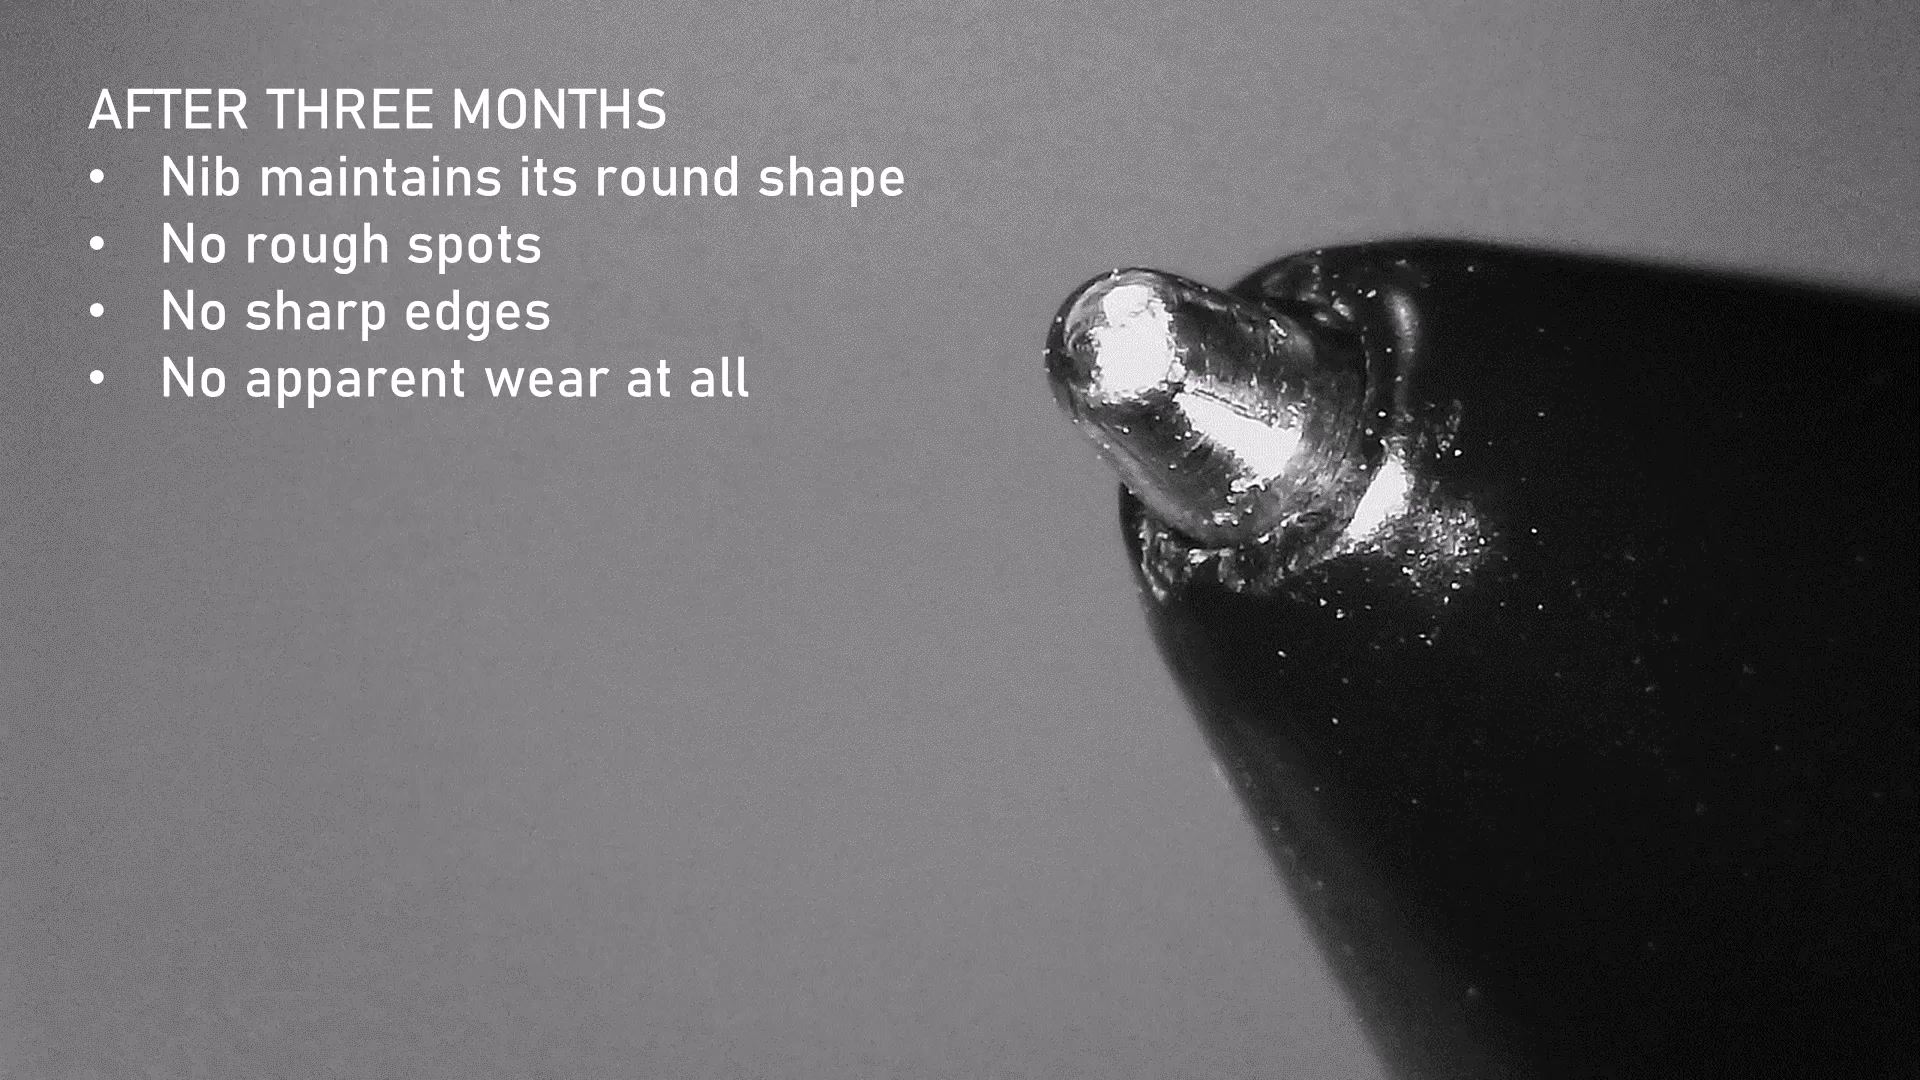 AFTER THREE MONTHS
• Nib maintains its round shape
• No rough spots
• No sharp edges
• No apparent wear at all